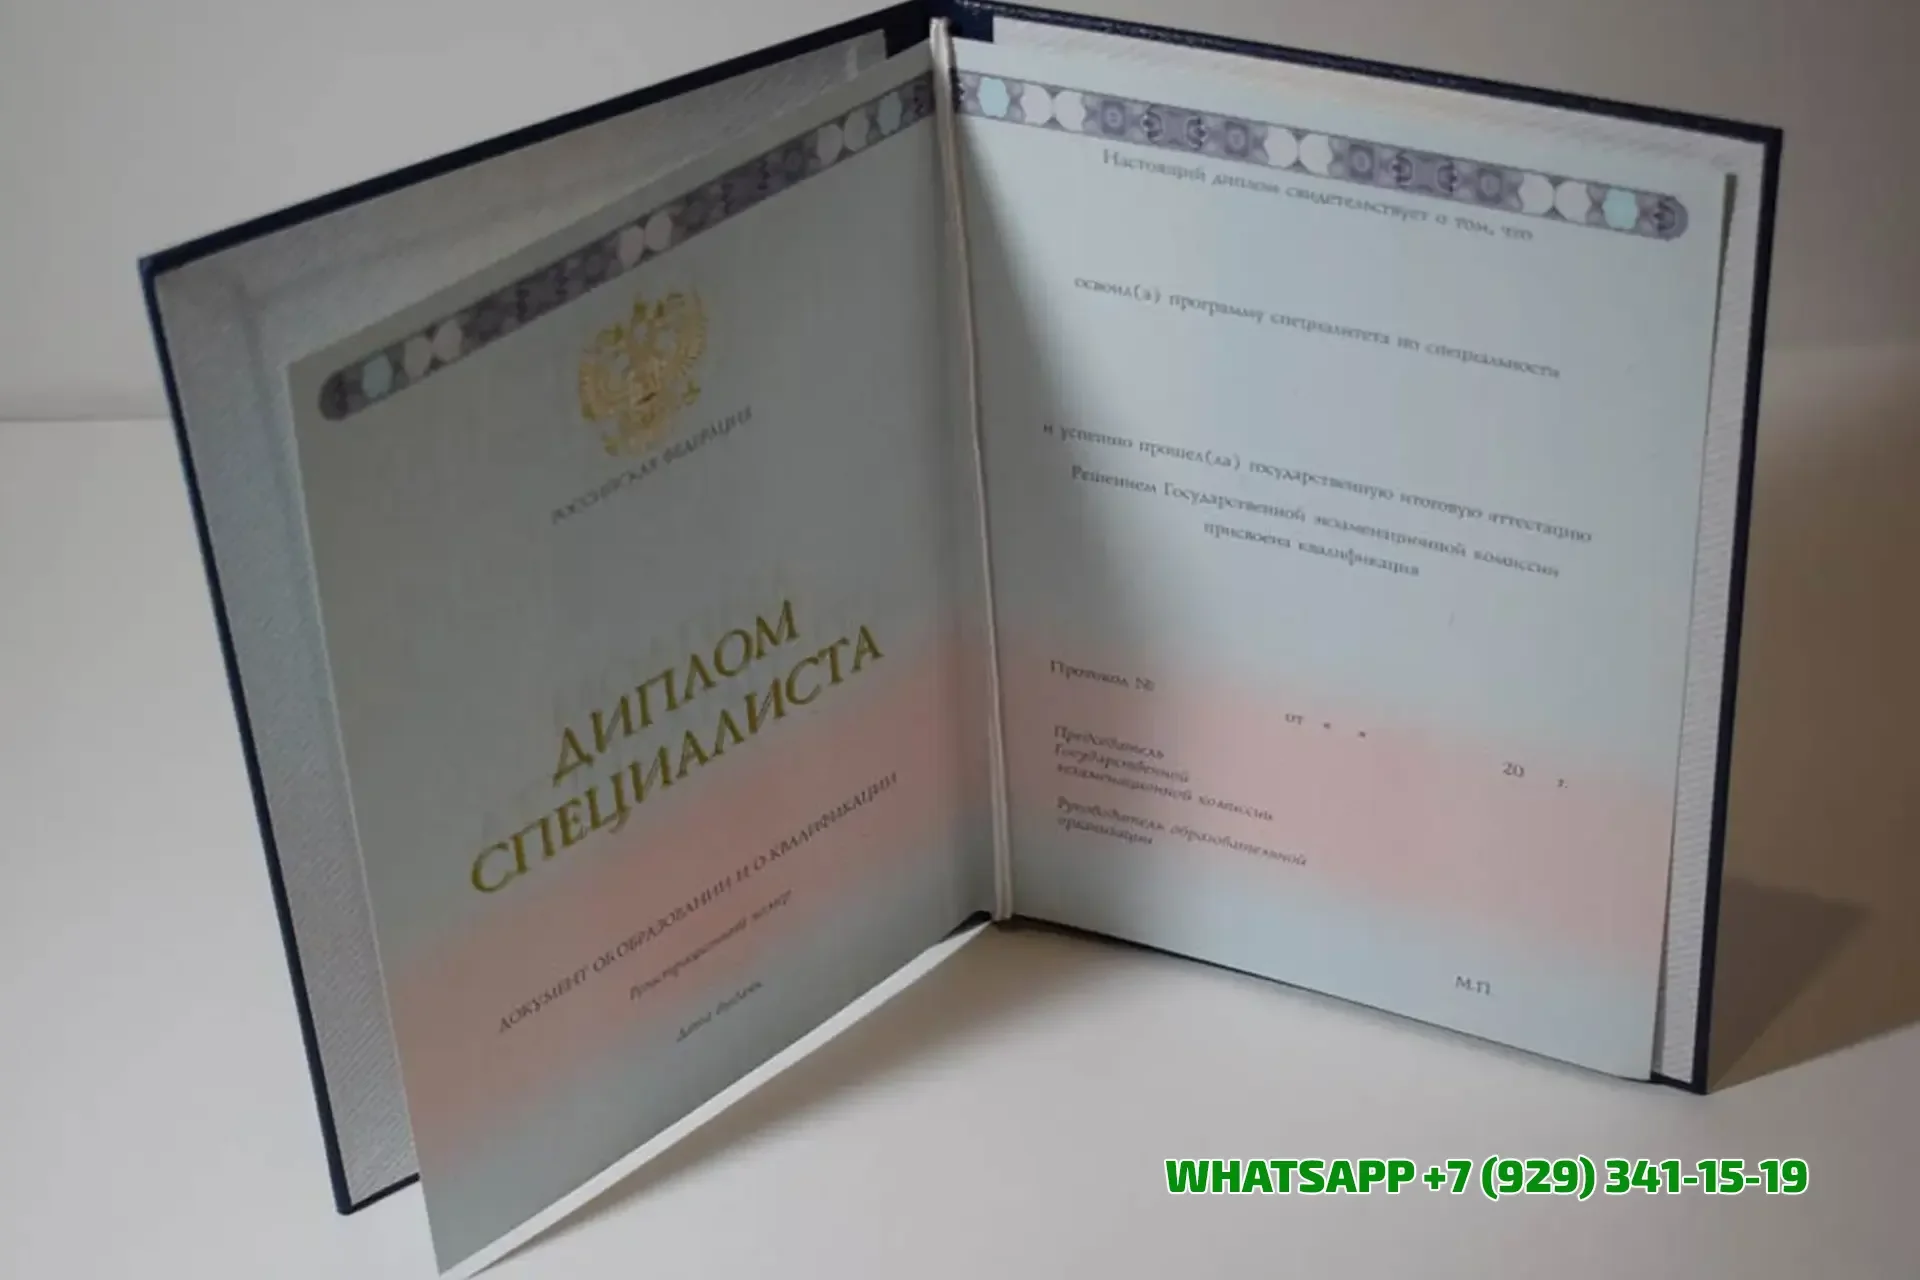 РОССИЙСКАЯ ФЕДЕРАЦИЯ
ДИПЛОМ
СПЕЦИАЛИСТА
ДОКУМЕНТ ОБ ОБРАЗОВАНИИ И О КВАЛИФИКАЦИИ
Регистрационный номер
Дата выдачи
Настоящий диплом свидетельствует о том, что
освоил(а) программу специалитета по специальности
и успешно прошел(ла) государственную итоговую аттестацию
Решением Государственной экзаменационной комиссии
присвоена квалификация
Протокол №
от « »
20 г.
Председатель
Государственной
экзаменационной комиссии
Руководитель образовательной
организации
М.П.
WHATSAPP +7 (929) 341-15-19